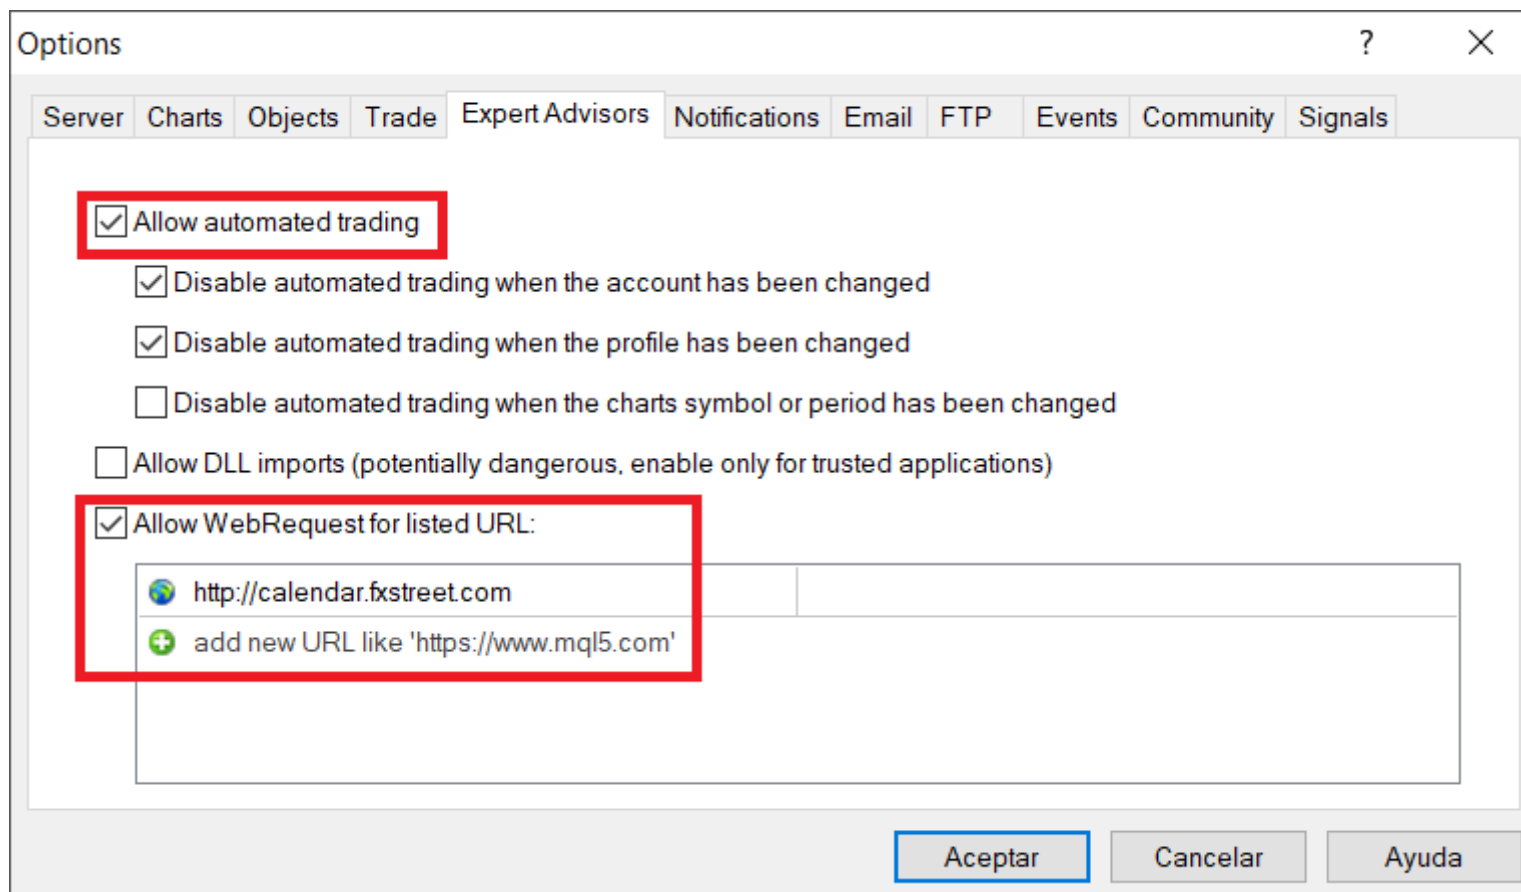 Options
Server Charts Objects Trade Expert Advisors Notifications Email FTP Events Community Signals
Allow automated trading
Disable automated trading when the account has been changed
Disable automated trading when the profile has been changed
Disable automated trading when the charts symbol or period has been changed
Allow DLL imports (potentially dangerous, enable only for trusted applications)
Allow WebRequest for listed URL:
http://calendar.fxstreet.com
add new URL like 'https://www.mql5.com'
Aceptar Cancelar Ayuda